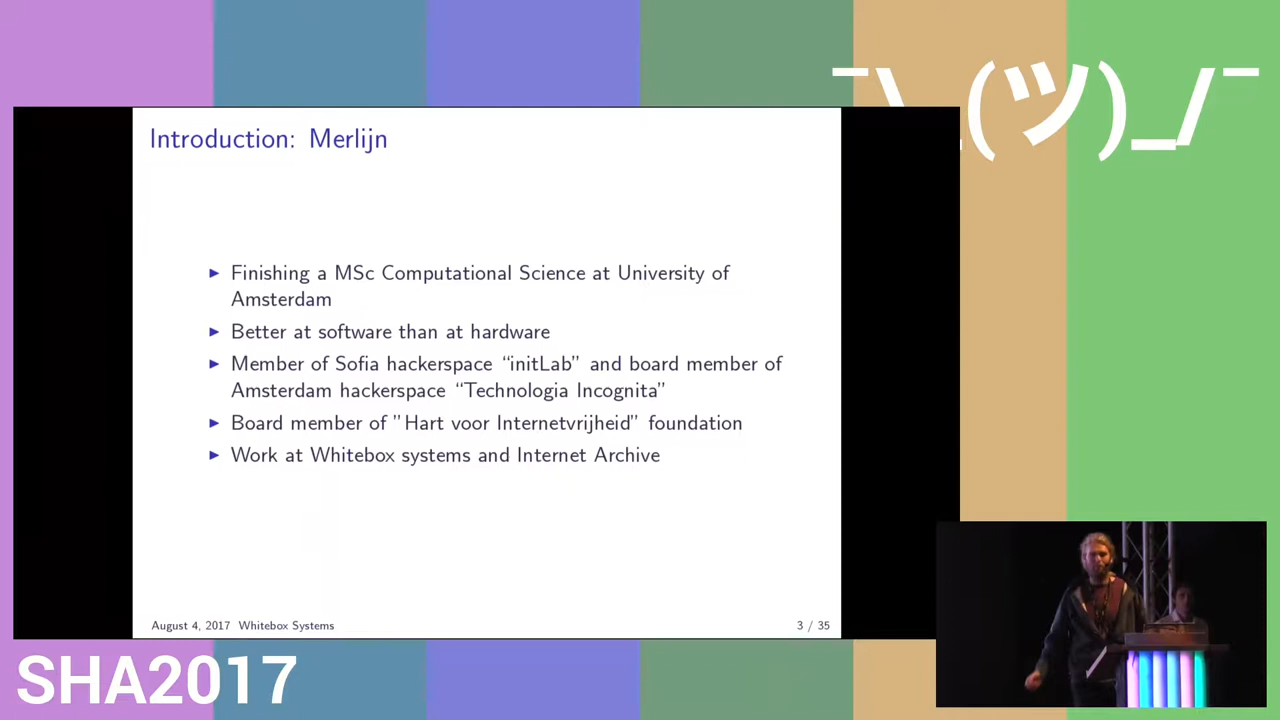 ¯\_(ツ)_/¯
Introduction: Merlijn
▶ Finishing a MSc Computational Science at University of
Amsterdam
▶ Better at software than at hardware
▶ Member of Sofia hackerspace “initLab” and board member of
Amsterdam hackerspace “Technologia Incognita”
▶ Board member of ”Hart voor Internetvrijheid” foundation
▶ Work at Whitebox systems and Internet Archive
August 4, 2017 Whitebox Systems
3 / 35
SHA2017